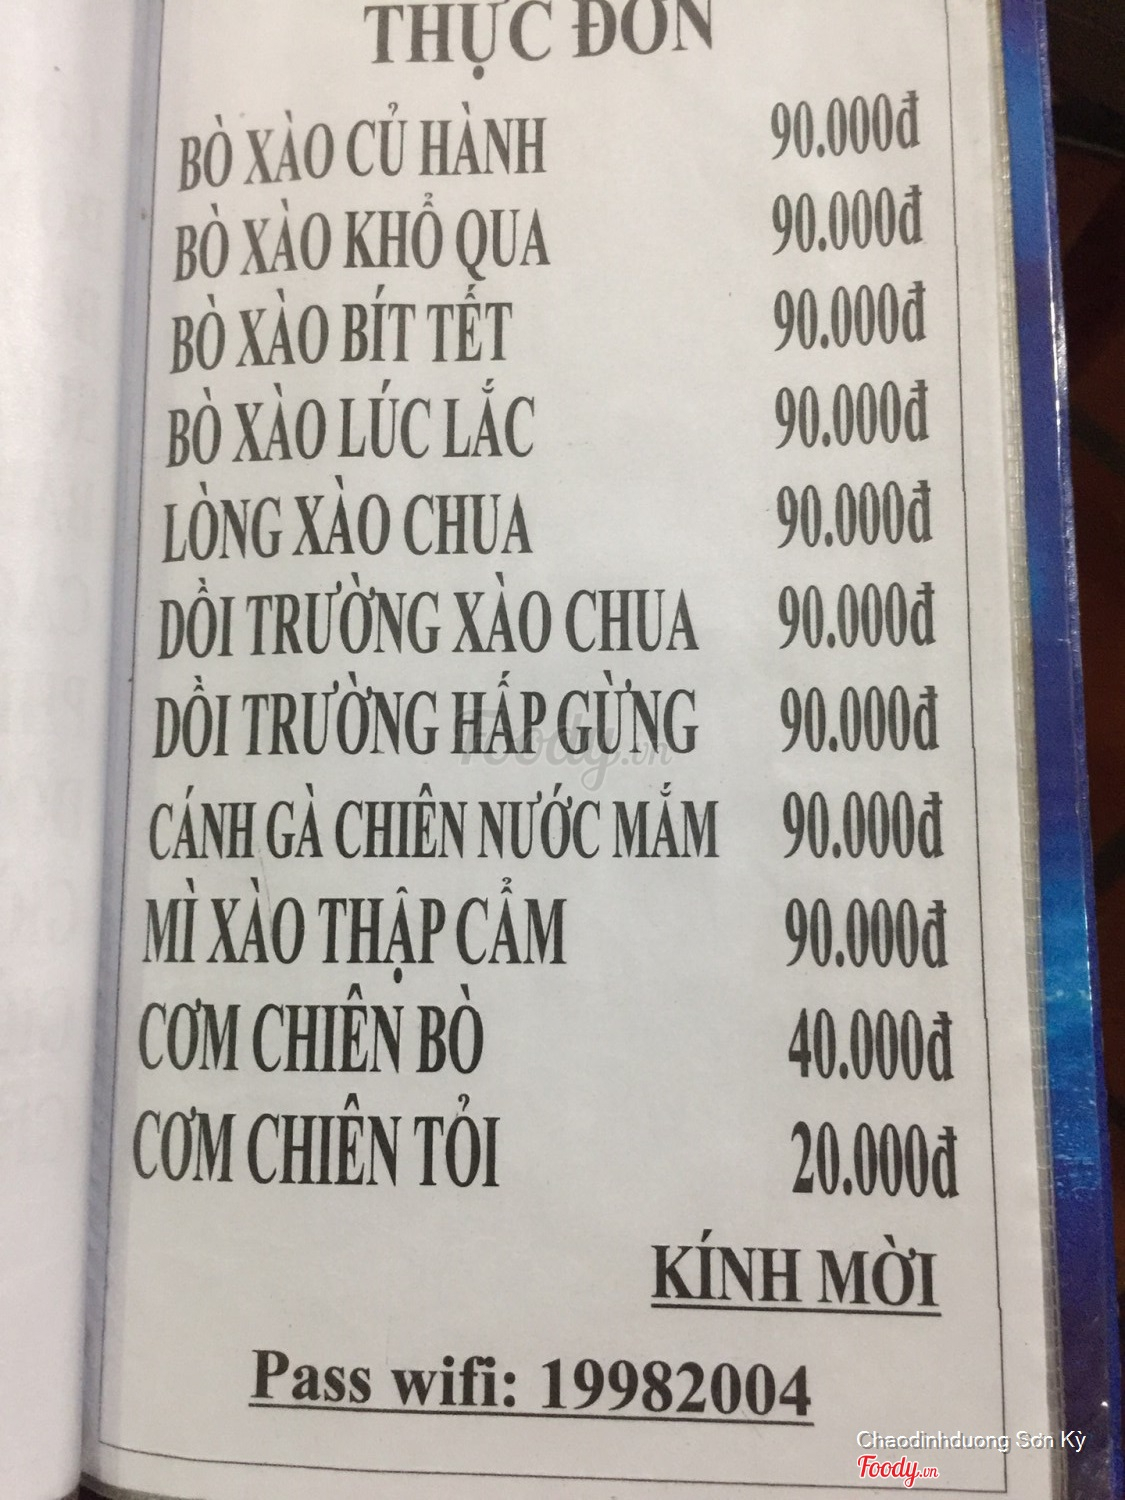 THỰC ĐƠN
BÒ XÀO CỦ HÀNH 90.000đ
BÒ XÀO KHỔ QUA 90.000đ
BÒ XÀO BÍT TẾT 90.000đ
BÒ XÀO LÚC LẮC 90.000đ
LÒNG XÀO CHUA 90.000đ
DỒI TRƯỜNG XÀO CHUA 90.000đ
DỒI TRƯỜNG HẤP GỪNG 90.000đ
Foody.vn
CÁNH GÀ CHIÊN NƯỚC MẮM 90.000đ
MÌ XÀO THẬP CẨM 90.000đ
CƠM CHIÊN BÒ 40.000đ
CƠM CHIÊN TỎI 20.000đ
KÍNH MỜI
Pass wifi: 19982004
Chaodinhduong Sơn Kỳ
Foody.vn